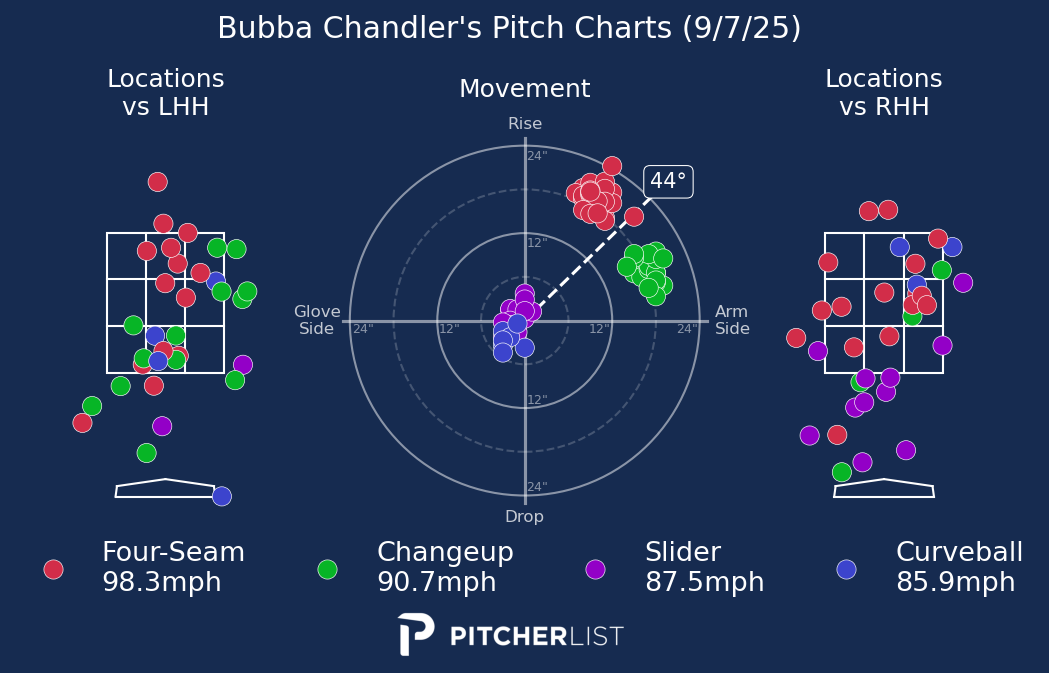 Bubba Chandler's Pitch Charts (9/7/25)
Locations
vs LHH
Movement
Locations
vs RHH
Rise
24"
44°
12"
Glove
Side
24"
12"
12"
24"
Arm
Side
12"
24"
Drop
Four-Seam
98.3mph
Changeup
90.7mph
Slider
87.5mph
Curveball
85.9mph
PITCHERLIST